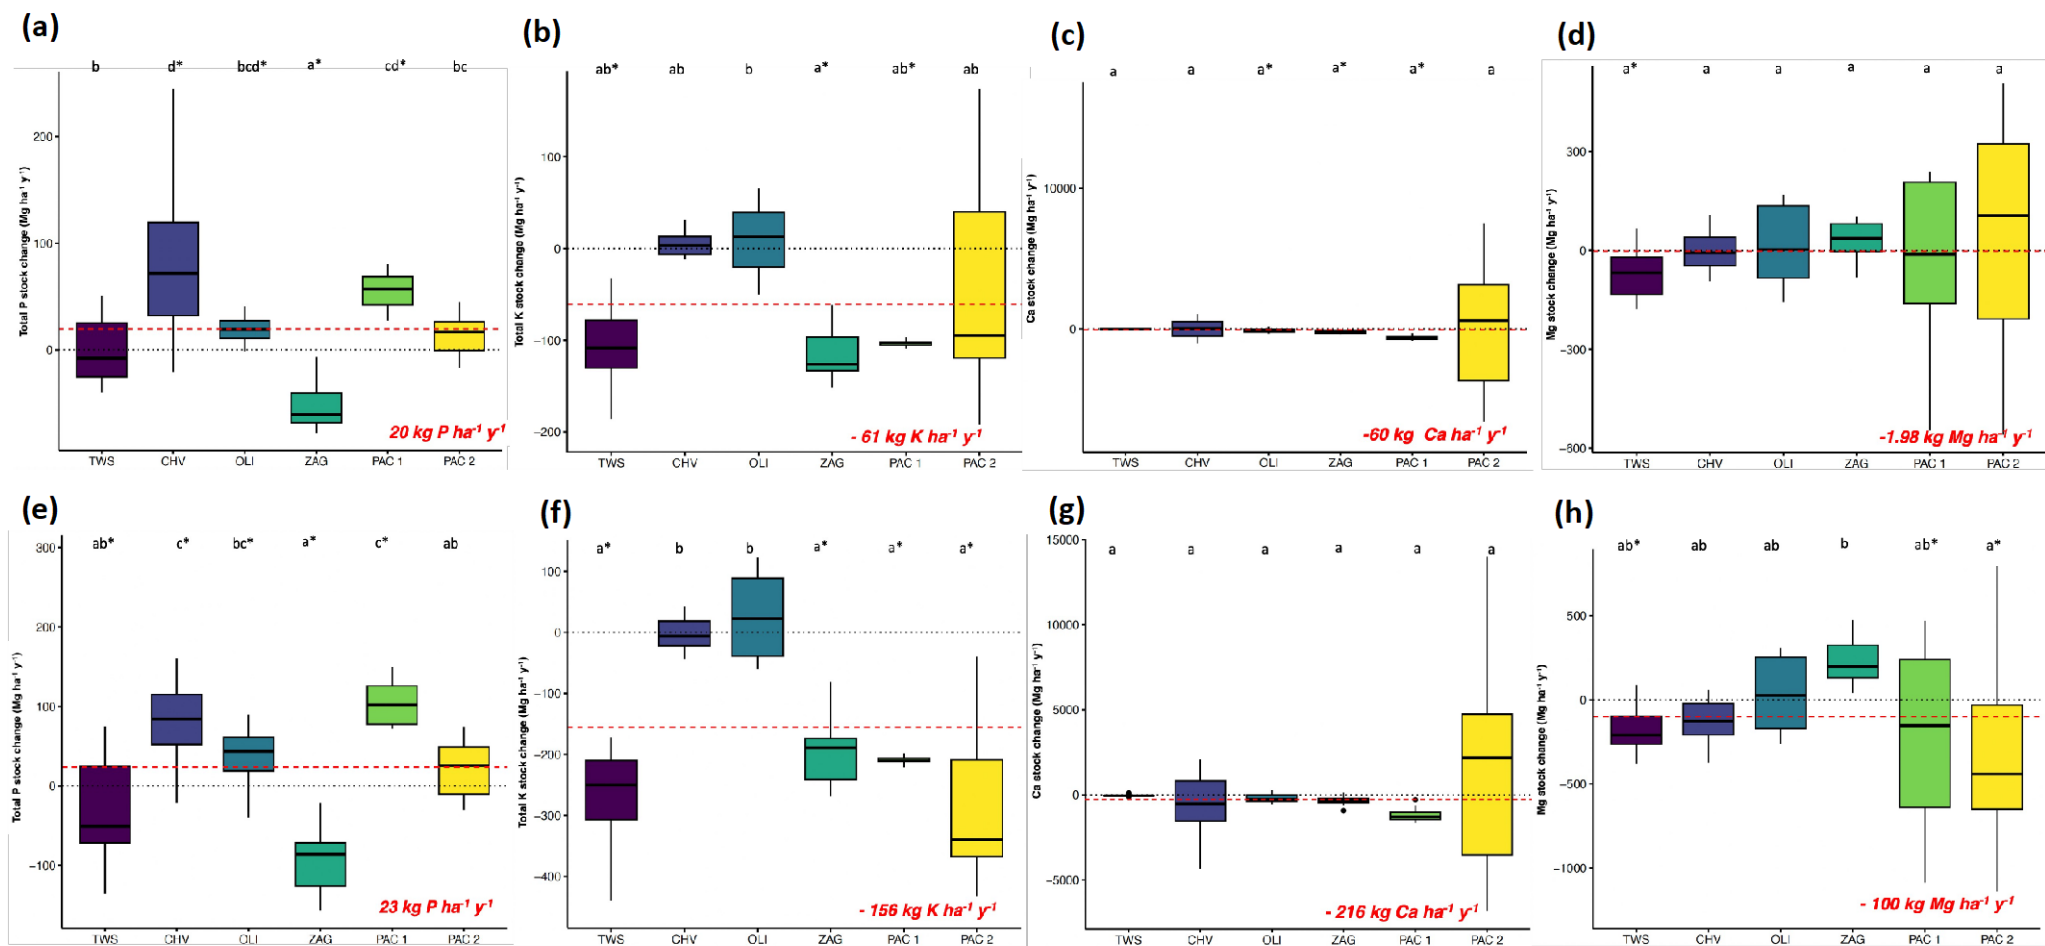 (a)
b d* bcd* a* cd* bc
Total P stock change (Mg ha⁻¹ y⁻¹)
200
100
0
20 kg P ha⁻¹ y⁻¹
TWS CHV OLI ZAG PAC 1 PAC 2
(b)
ab* ab b a* ab* ab
Total K stock change (Mg ha⁻¹ y⁻¹)
100
0
−100
−200
- 61 kg K ha⁻¹ y⁻¹
TWS CHV OLI ZAG PAC 1 PAC 2
(c)
a a a* a* a* a
Ca stock change (Mg ha⁻¹ y⁻¹)
10000
0
-60 kg Ca ha⁻¹ y⁻¹
TWS CHV OLI ZAG PAC 1 PAC 2
(d)
a* a a a a a
Mg stock change (Mg ha⁻¹ y⁻¹)
300
0
−300
−600
-1.98 kg Mg ha⁻¹ y⁻¹
TWS CHV OLI ZAG PAC 1 PAC 2
(e)
ab* c* bc* a* c* ab
Total P stock change (Mg ha⁻¹ y⁻¹)
300
200
100
0
−100
23 kg P ha⁻¹ y⁻¹
TWS CHV OLI ZAG PAC 1 PAC 2
(f)
a* b b a* a* a*
Total K stock change (Mg ha⁻¹ y⁻¹)
100
0
−100
−200
−300
−400
- 156 kg K ha⁻¹ y⁻¹
TWS CHV OLI ZAG PAC 1 PAC 2
(g)
a a a a a a
Ca stock change (Mg ha⁻¹ y⁻¹)
15000
10000
5000
0
−5000
- 216 kg Ca ha⁻¹ y⁻¹
TWS CHV OLI ZAG PAC 1 PAC 2
(h)
ab* ab ab b ab* a*
Mg stock change (Mg ha⁻¹ y⁻¹)
500
0
−500
−1000
- 100 kg Mg ha⁻¹ y⁻¹
TWS CHV OLI ZAG PAC 1 PAC 2